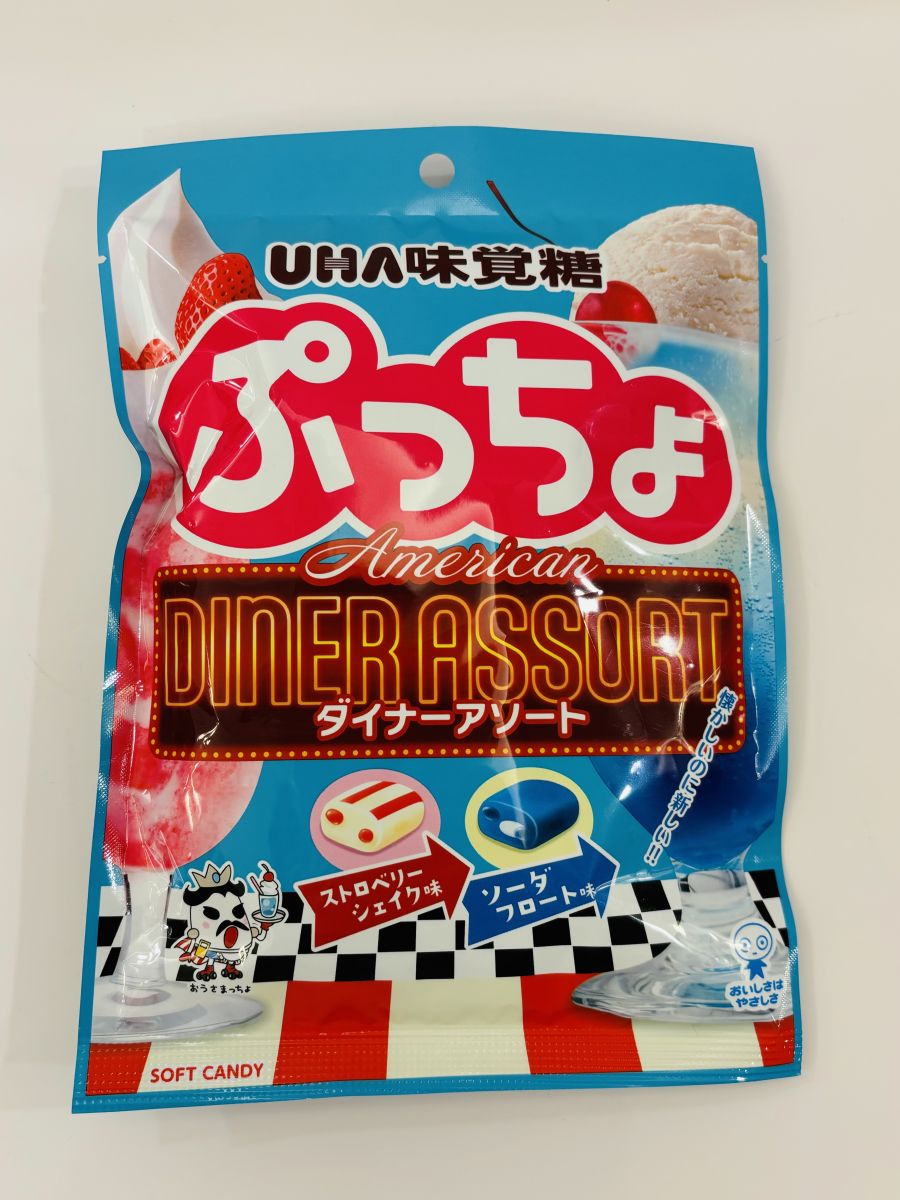 UHA味覚糖
ぷっちょ
American
DINER ASSORT
ダイナーアソート
懐かしいのに新しい!!
ストロベリー
シェイク味
ソーダ
フロート味
おうさまっちょ
おいしさは
やさしさ
SOFT CANDY